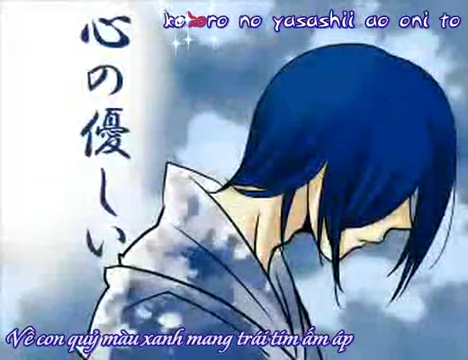 kokoro no yasashii ao oni to
心の優しい
Về con quỷ màu xanh mang trái tim ấm áp